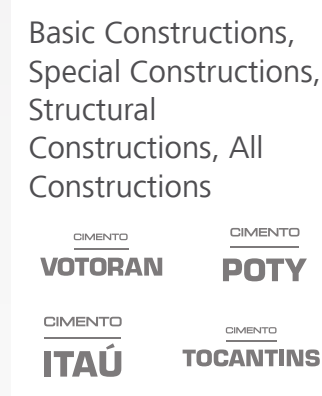 Basic Constructions,
Special Constructions,
Structural
Constructions, All
Constructions
CIMENTO
VOTORAN
CIMENTO
POTY
CIMENTO
ITAÚ
CIMENTO
TOCANTINS